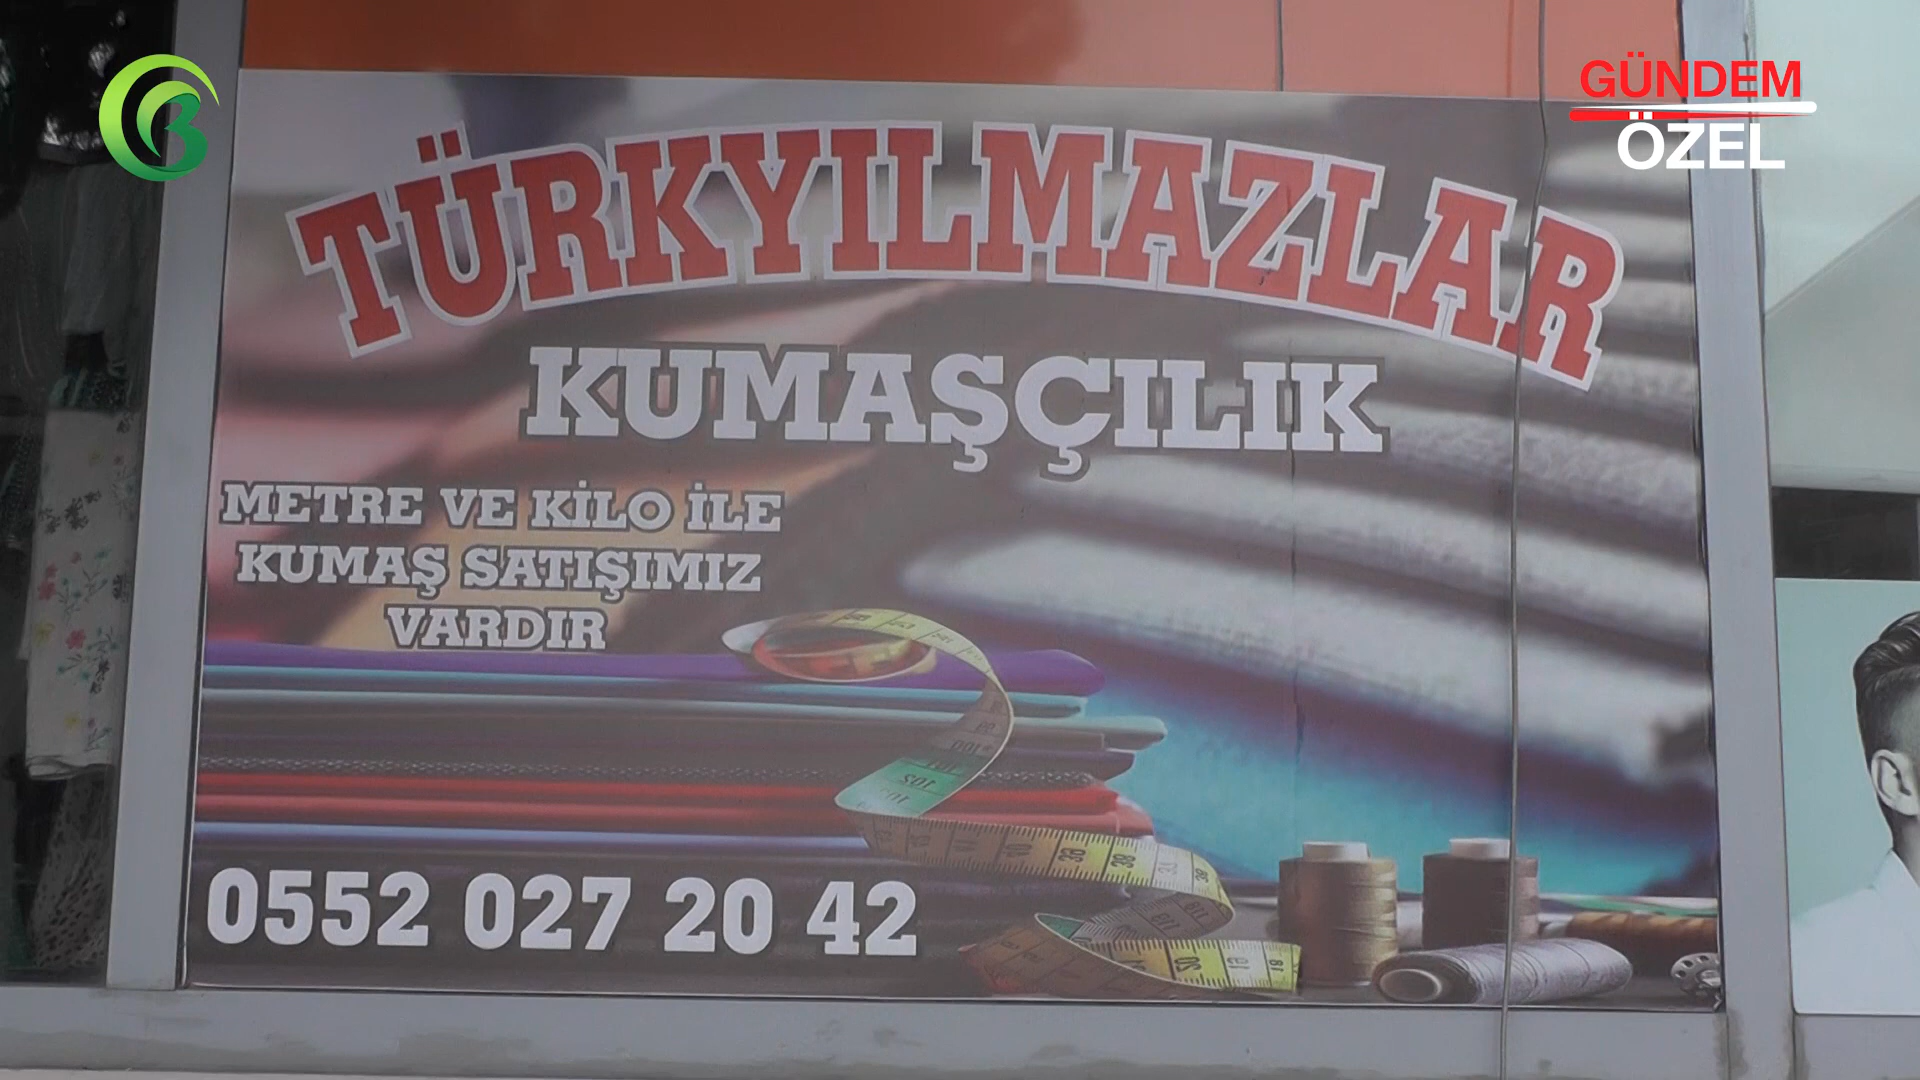 GÜNDEM
ÖZEL
TÜRKYILMAZLAR
KUMAŞÇILIK
METRE VE KİLO İLE
KUMAŞ SATIŞIMIZ
VARDIR
0552 027 20 42